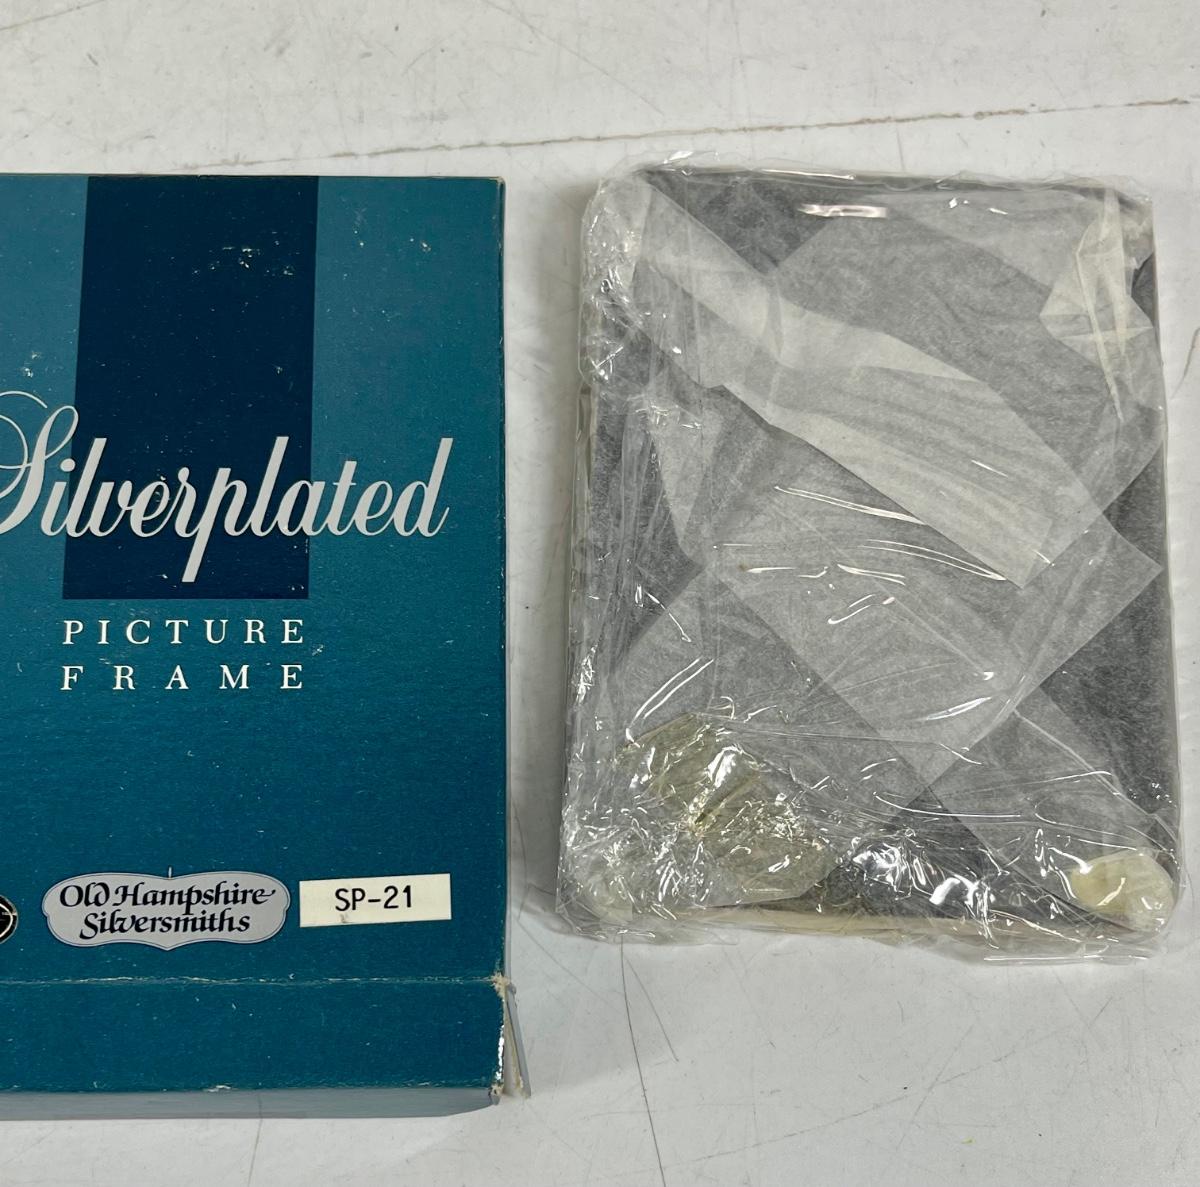 Silverplated
PICTURE
FRAME
Old Hampshire
Silversmiths
SP-21